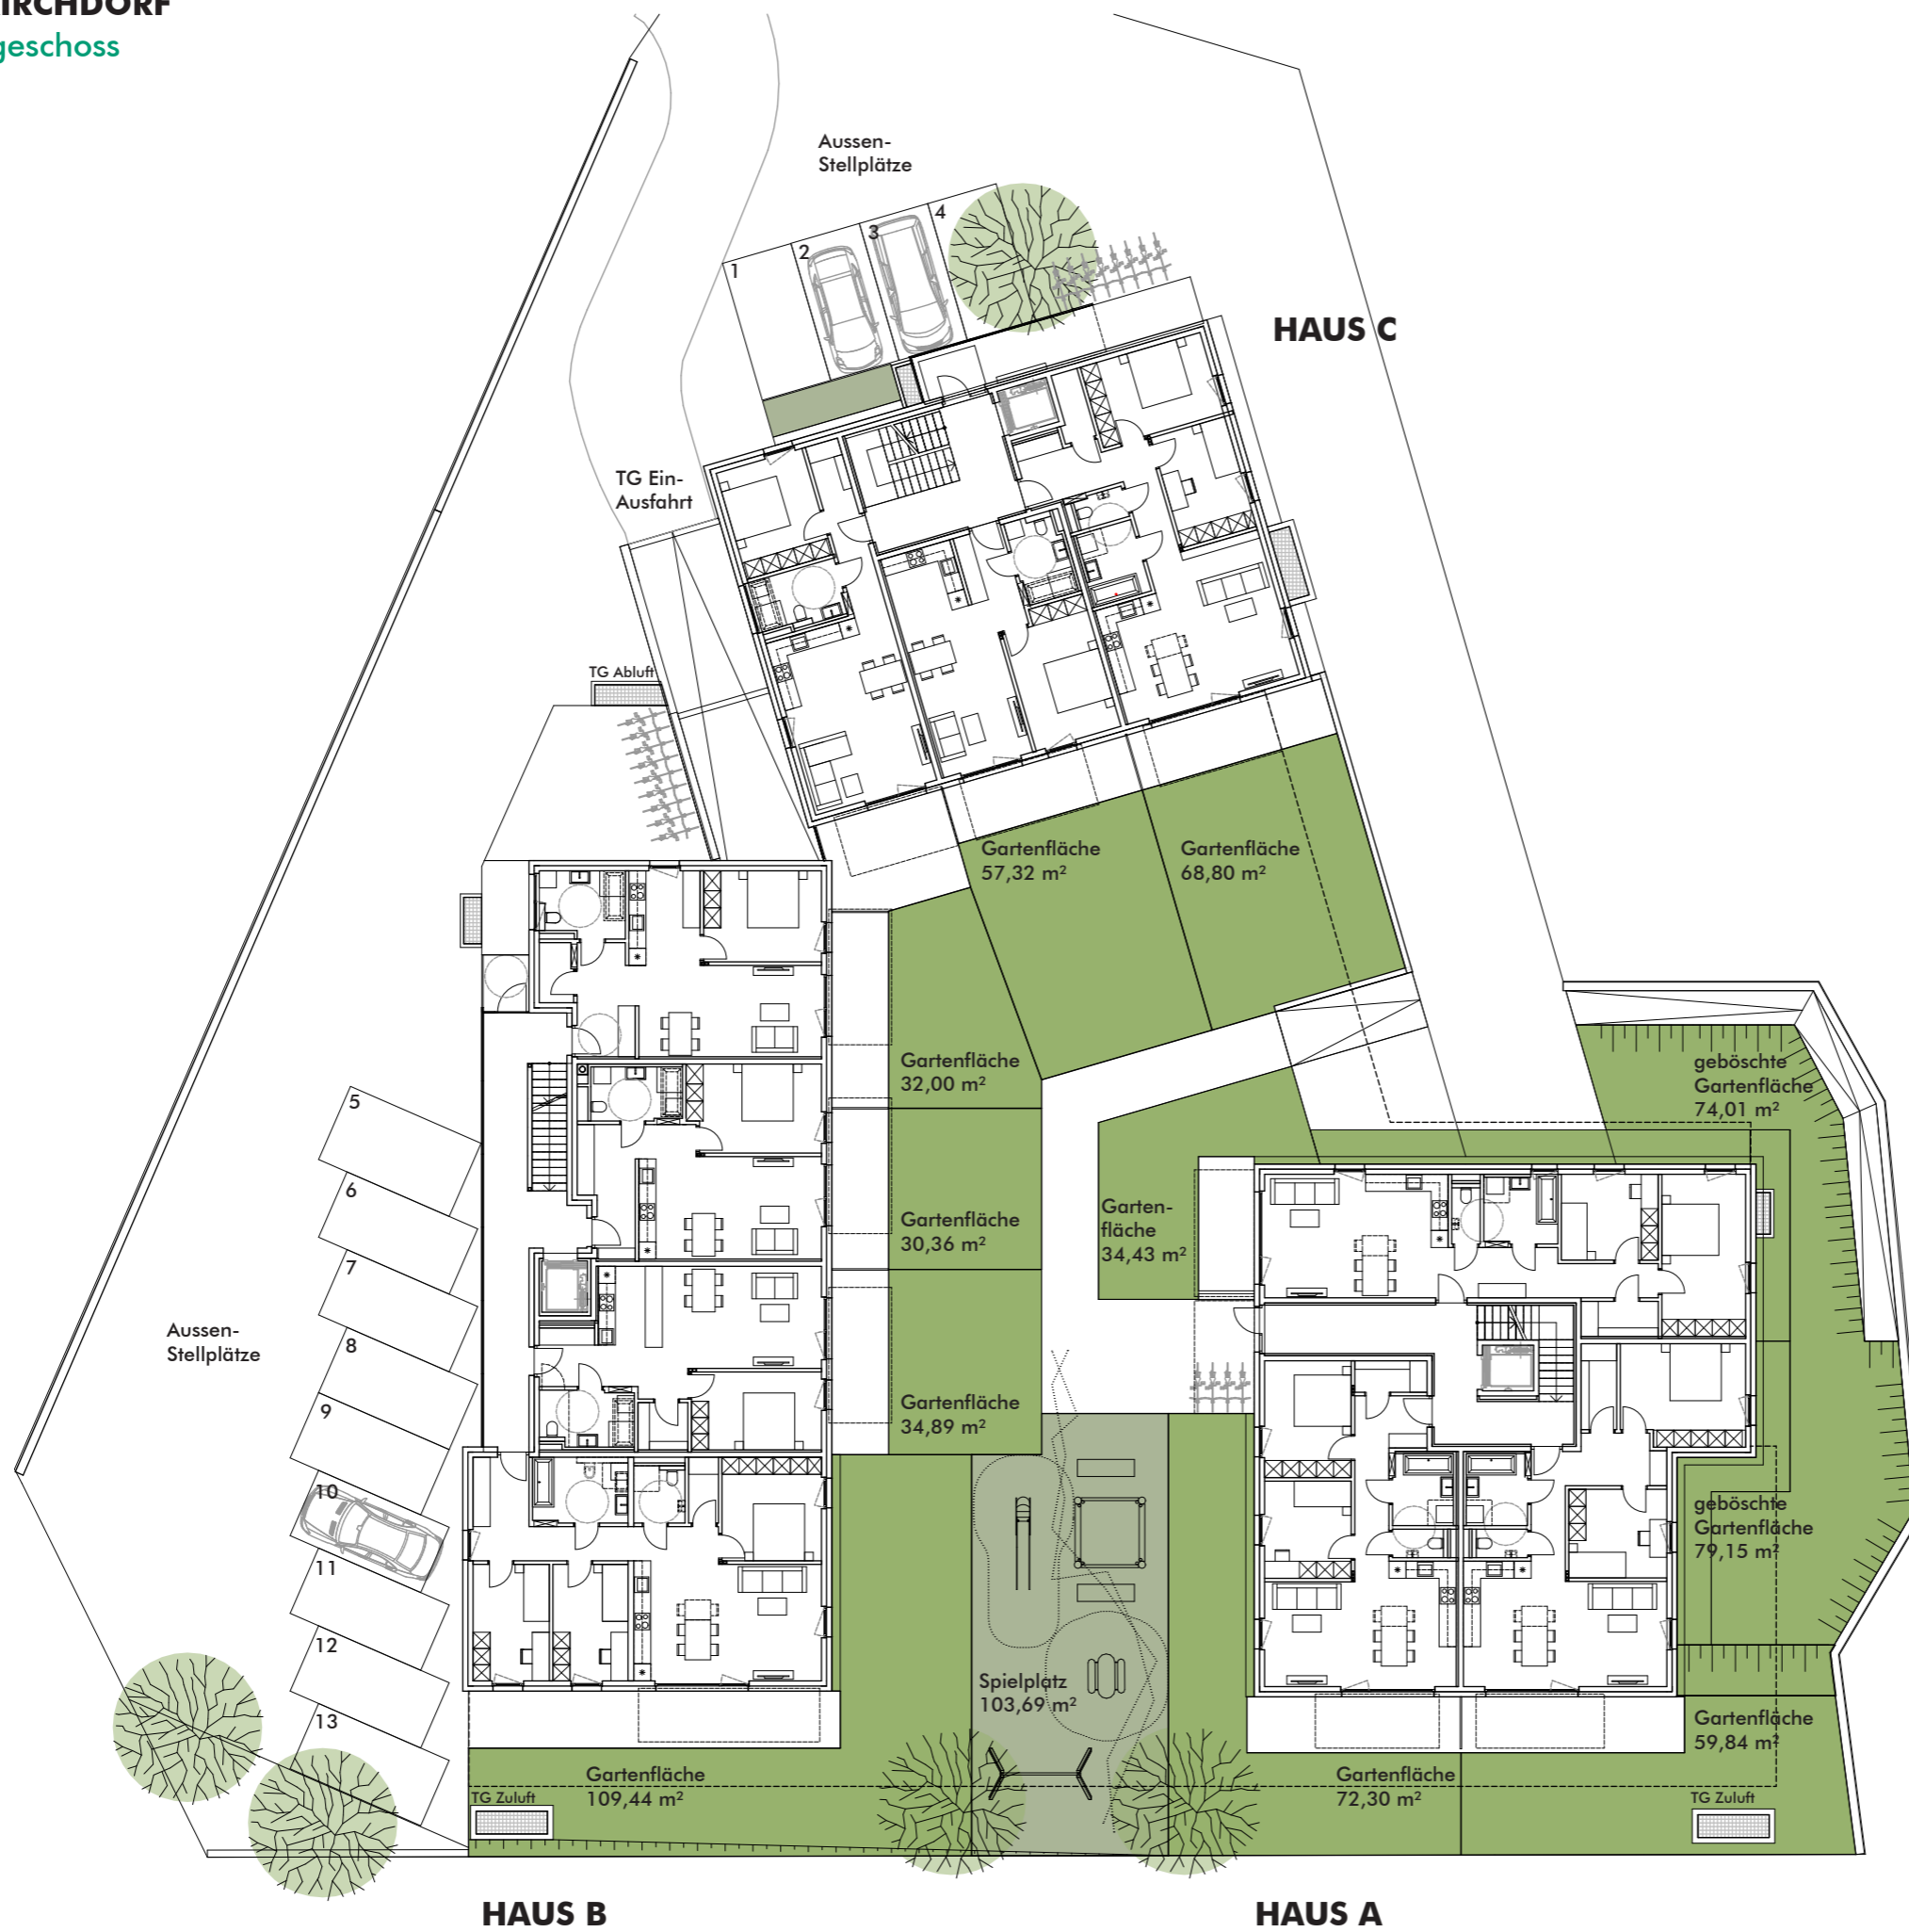 IRCHDORF
geschoss
Aussen-
Stellplätze
1
2
3
4
HAUS C
TG Ein-
Ausfahrt
TG Abluft
Gartenfläche
57,32 m²
Gartenfläche
68,80 m²
Gartenfläche
32,00 m²
geböschte
Gartenfläche
74,01 m²
5
6
7
8
9
10
11
12
13
Gartenfläche
30,36 m²
Garten-
fläche
34,43 m²
Aussen-
Stellplätze
Gartenfläche
34,89 m²
geböschte
Gartenfläche
79,15 m²
Spielplatz
103,69 m²
Gartenfläche
59,84 m²
Gartenfläche
109,44 m²
Gartenfläche
72,30 m²
TG Zuluft
TG Zuluft
HAUS B
HAUS A